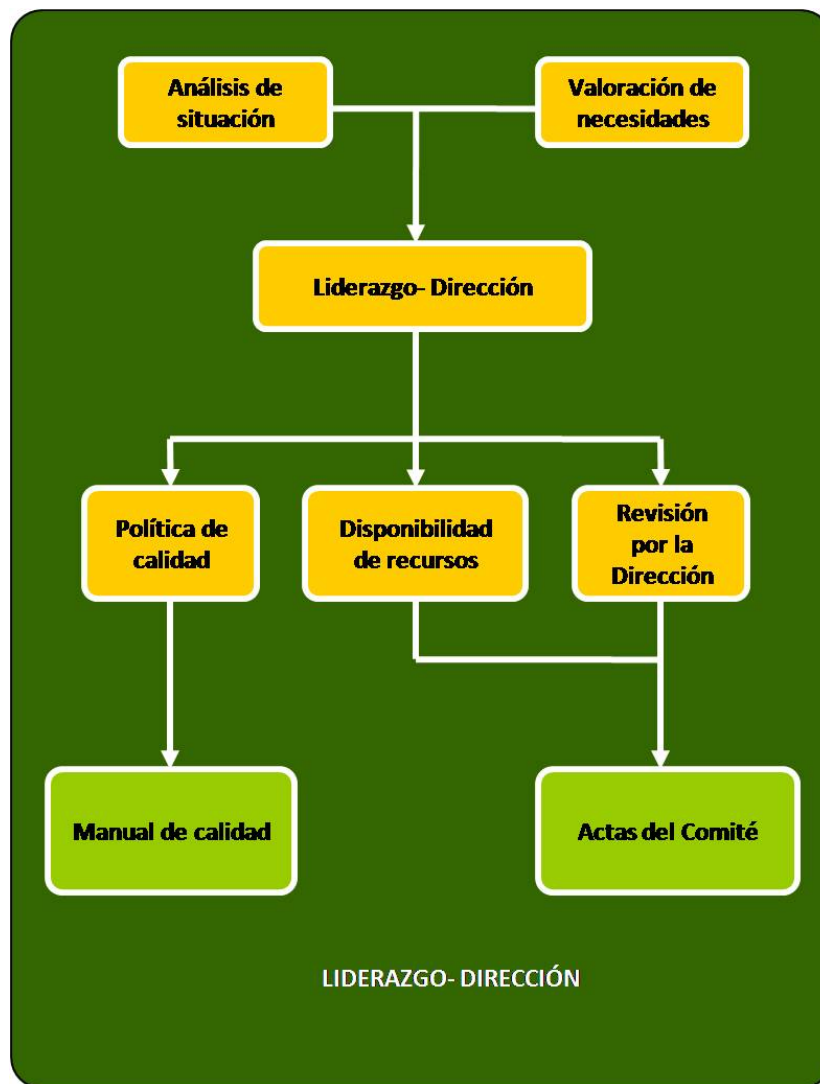 Análisis de
situación
Valoración de
necesidades
Liderazgo- Dirección
Política de
calidad
Disponibilidad
de recursos
Revisión
por la
Dirección
Manual de calidad
Actas del Comité
LIDERAZGO- DIRECCIÓN